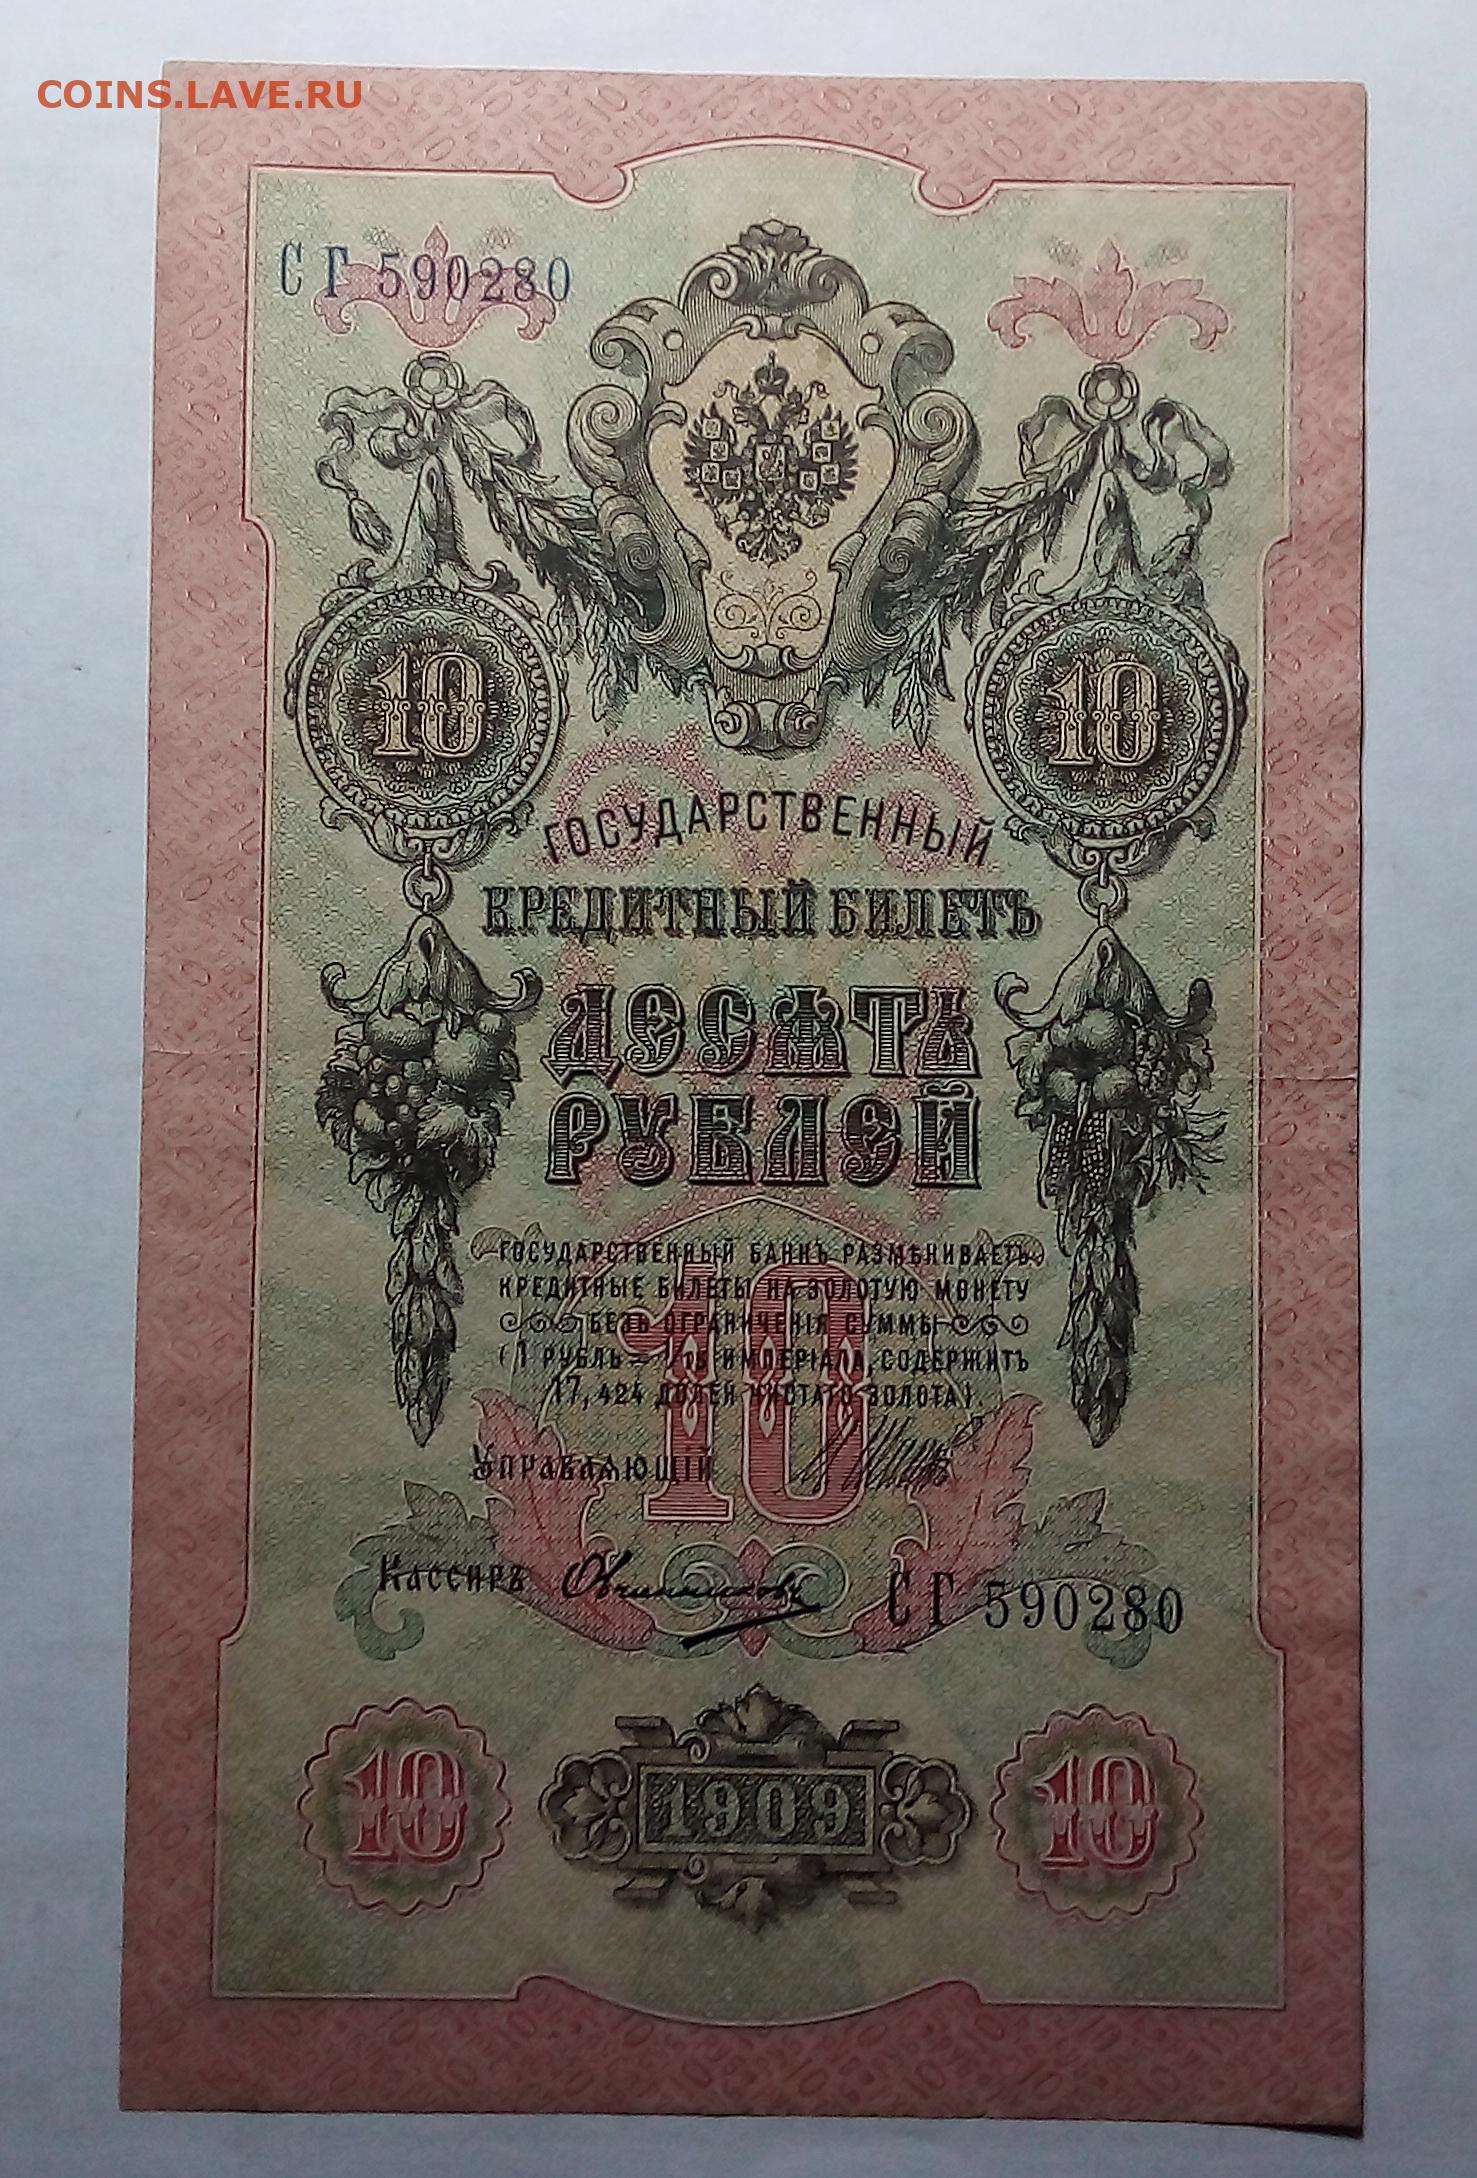 COINS.LAVE.RU
СГ 590280
10 10
ГОСУДАРСТВЕННЫЙ
КРЕДИТНЫЙ БИЛЕТЪ
ДЕСЯТЬ
РУБЛЕЙ
ГОСУДАРСТВЕННЫЙ БАНКЪ РАЗМѢНИВАЕТЪ
КРЕДИТНЫЕ БИЛЕТЫ НА ЗОЛОТУЮ МОНЕТУ
БЕЗЪ ОГРАНИЧЕНІЯ СУММЫ
(1 РУБЛЬ = 1/15 ИМПЕРІАЛА, СОДЕРЖИТЪ
17,424 ДОЛЕЙ ЧИСТАГО ЗОЛОТА).
10
УПРАВЛЯЮЩІЙ
КАССИРЪ Овчинниковъ
СГ 590280
10 1909 10